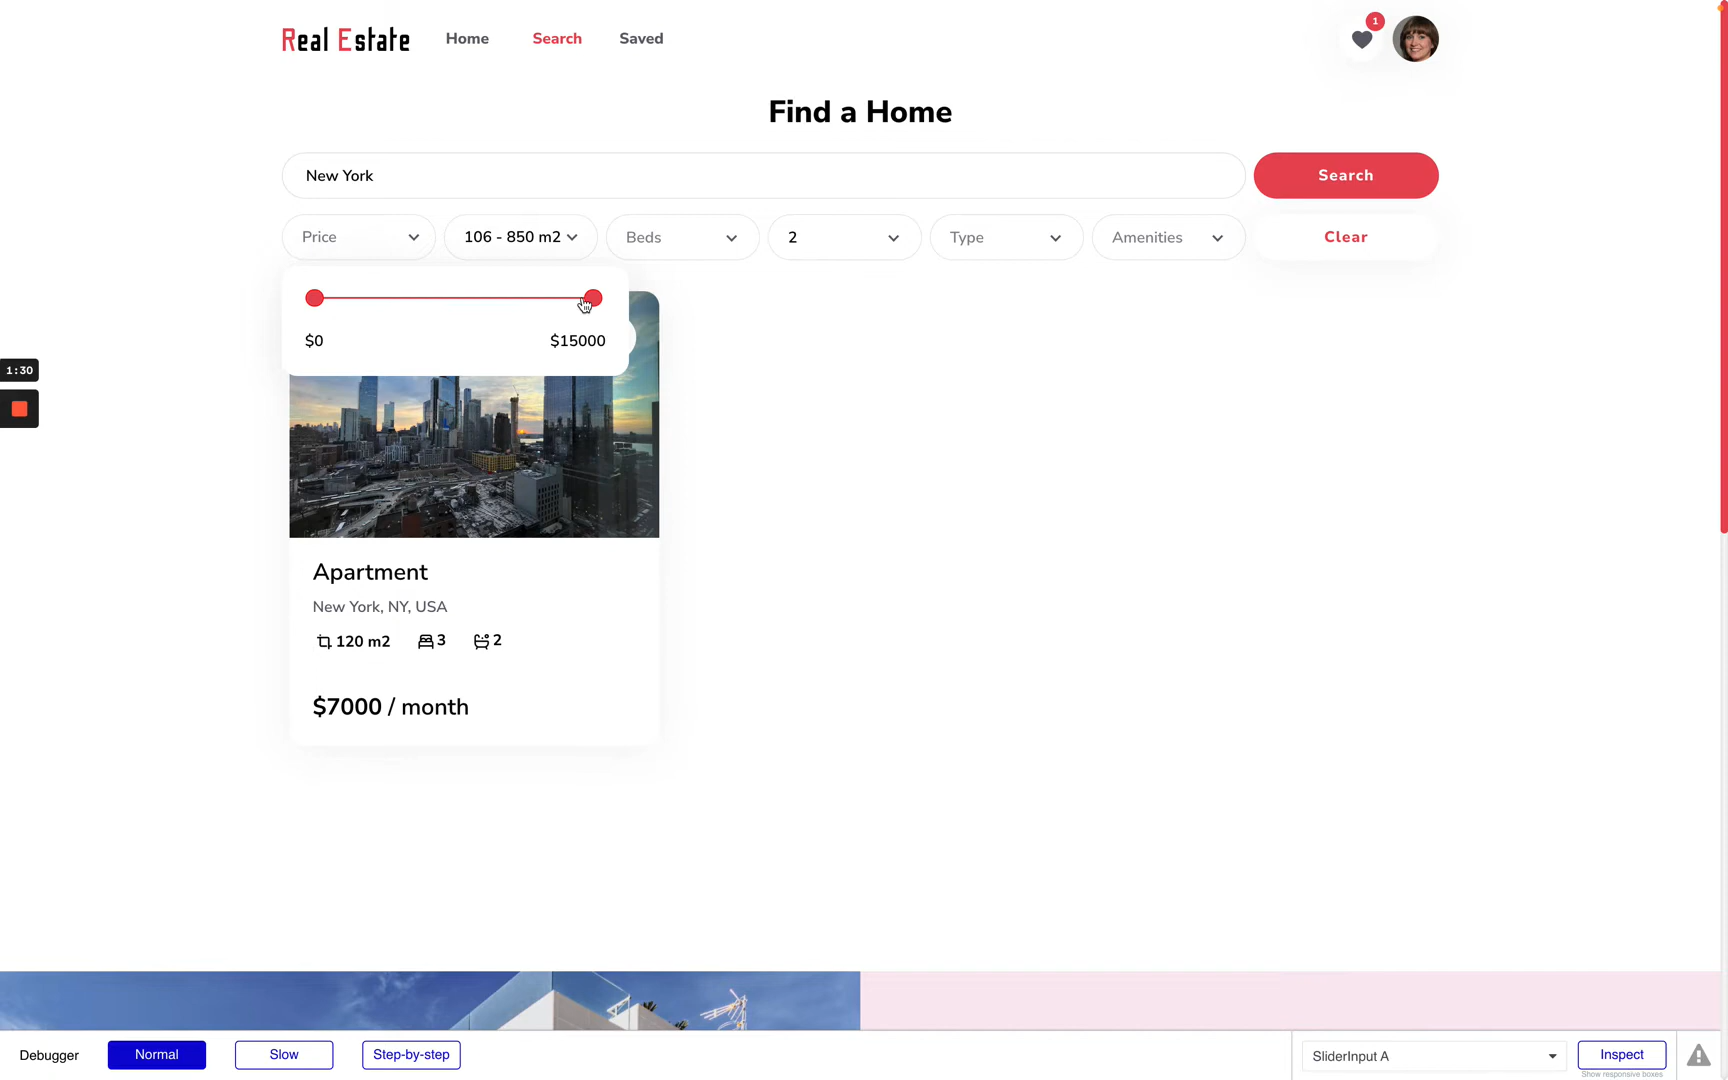 Real Estate
Home
Search
Saved
1
Find a Home
New York
Search
Price
106 - 850 m2
Beds
2
Type
Amenities
Clear
$0
$15000
1:30
Apartment
New York, NY, USA
120 m2
3
2
$7000 / month
Debugger
Normal
Slow
Step-by-step
SliderInput A
Inspect
Show responsive boxes